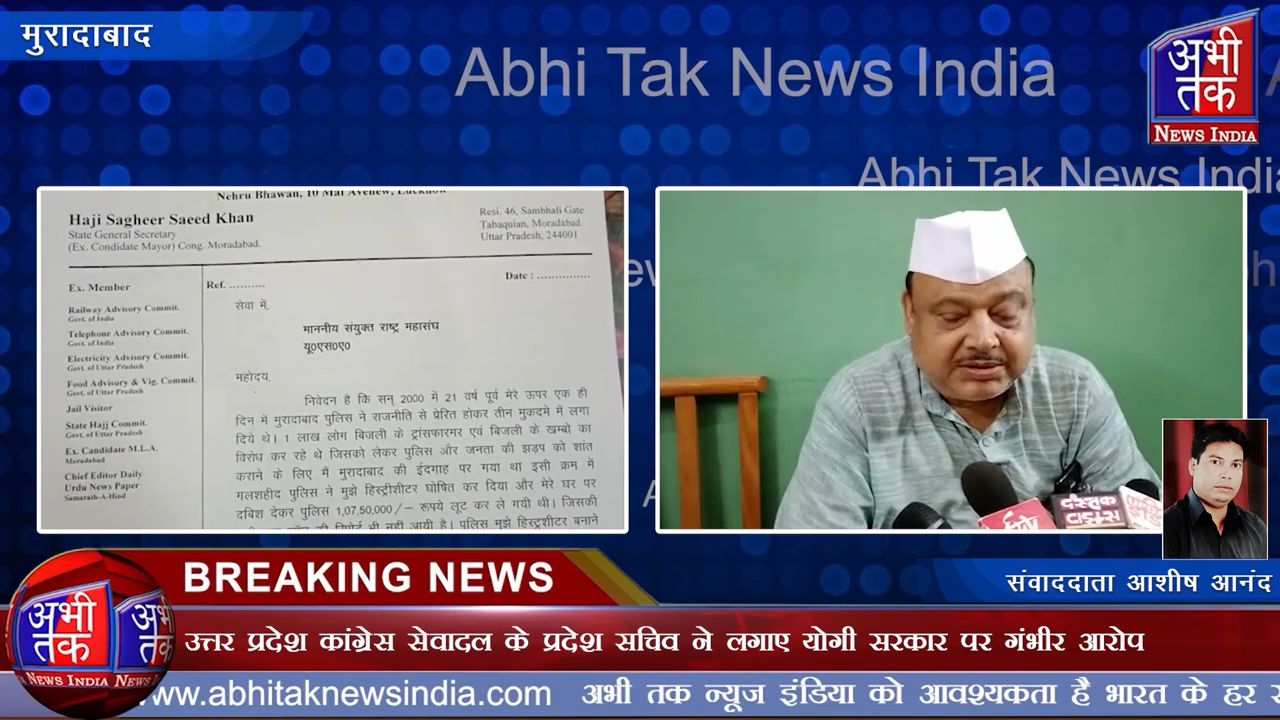 मुरादाबाद
Abhi Tak News India
अभी
तक
NEWS INDIA
Abhi Tak News India
Nehru Bhawan, 10 Mal Avenew, Lucknow
Haji Sagheer Saeed Khan
State General Secretary
(Ex. Candidate Mayor) Cong. Moradabad.
Resi. 46, Sambhali Gate
Tabaquian, Moradabad.
Uttar Pradesh, 244001
Ref. ..........
Date : ...............
Ex. Member
Railway Advisory Commit.
Govt. of India
Telephone Advisory Commit.
Govt. of India
Electricity Advisory Commit.
Govt. of Uttar Pradesh
Food Advisory & Vig. Commit.
Govt. of Uttar Pradesh
Jail Visitor
State Hajj Commit.
Govt. of Uttar Pradesh
Ex. Candidate M.L.A.
Moradabad
Chief Editor Daily
Urdu News Paper
Samarath-A-Hind
सेवा में,
माननीय संयुक्त राष्ट्र महासंघ
यू0एस0ए0
महोदय,
निवेदन है कि सन् 2000 में 21 वर्ष पूर्व मेरे ऊपर एक ही
दिन में मुरादाबाद पुलिस ने राजनीति से प्रेरित होकर तीन मुकदमे में लगा
दिये थे। 1 लाख लोग बिजली के ट्रांसफारमर एवं बिजली के खम्बो का
विरोध कर रहे थे जिसको लेकर पुलिस और जनता की झड़प को शांत
कराने के लिए मैं मुरादाबाद की इंदगाह पर गया था इसी क्रम में
गलशहीद पुलिस ने मुझे हिस्ट्रीशीटर घोषित कर दिया और मेरे घर पर
दबिश देकर पुलिस 1,07,50,000/– रूपये लूट कर ले गयी थी। जिसकी
की रिपोर्ट भी नहीं आयी है। पुलिस मुझे हिस्ट्रशीटर बनाने
दस्तक
टाइम्स
संवाददाता आशीष आनंद
BREAKING NEWS
अभी
तक
NEWS INDIA
अभी
तक
NEWS
उत्तर प्रदेश कांग्रेस सेवादल के प्रदेश सचिव ने लगाए योगी सरकार पर गंभीर आरोप
www.abhitaknewsindia.com अभी तक न्यूज इंडिया को आवश्यकता है भारत के हर